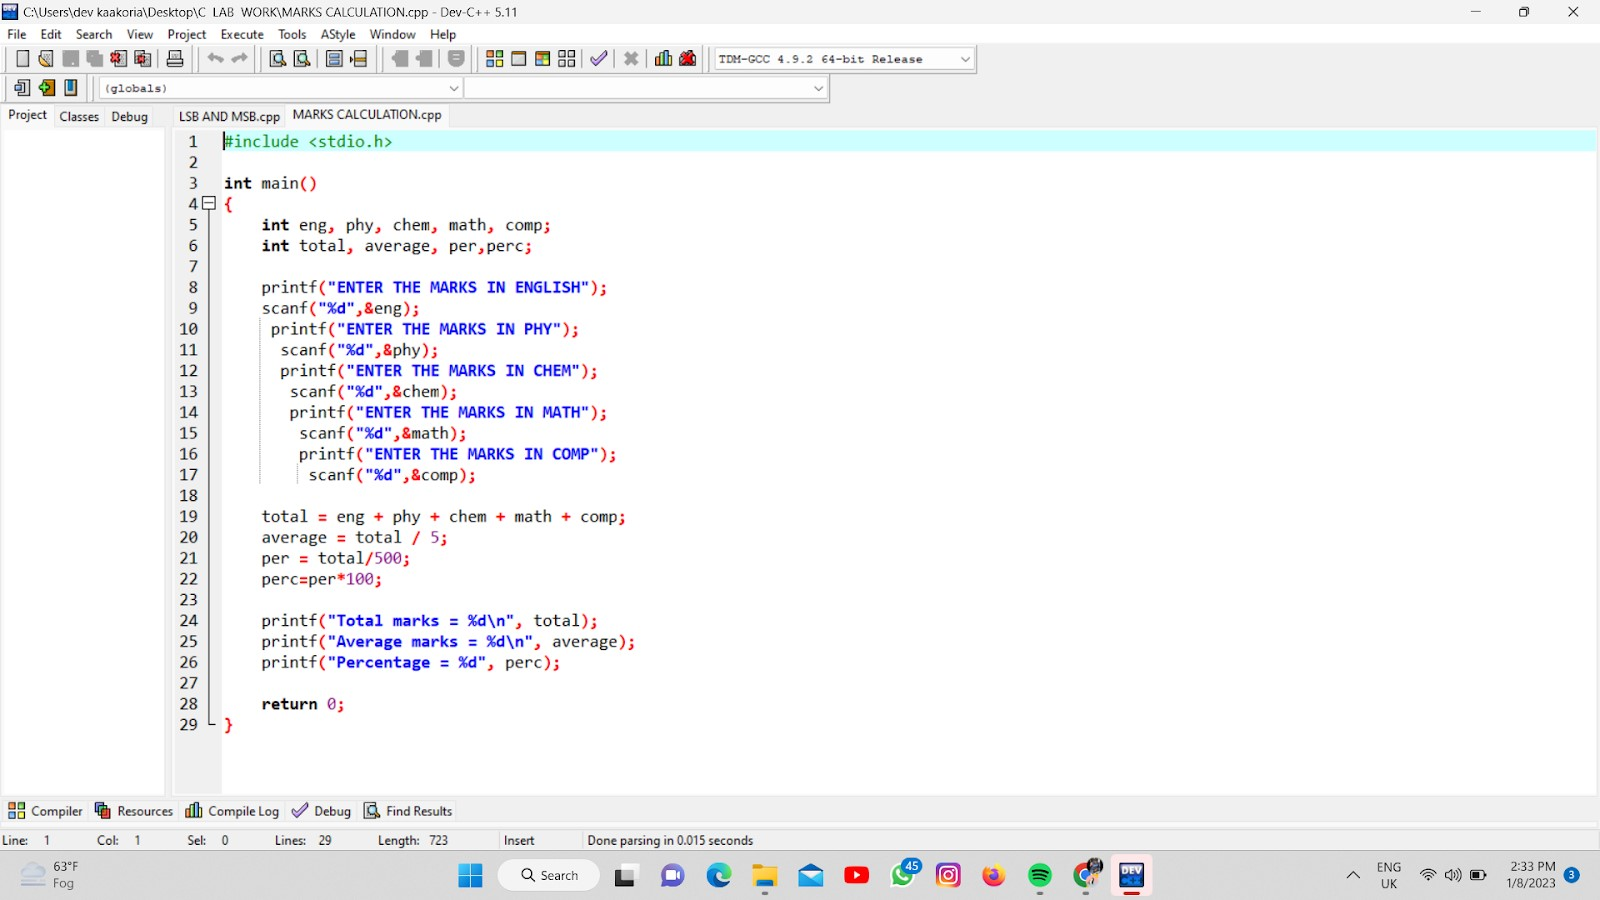 C:\Users\dev kaakoria\Desktop\C LAB WORK\MARKS CALCULATION.cpp - Dev-C++ 5.11
File Edit Search View Project Execute Tools AStyle Window Help
TDM-GCC 4.9.2 64-bit Release
(globals)
Project Classes Debug LSB AND MSB.cpp MARKS CALCULATION.cpp
1 #include <stdio.h>
2
3 int main()
4 {
5 int eng, phy, chem, math, comp;
6 int total, average, per,perc;
7
8 printf("ENTER THE MARKS IN ENGLISH");
9 scanf("%d",&eng);
10 printf("ENTER THE MARKS IN PHY");
11 scanf("%d",&phy);
12 printf("ENTER THE MARKS IN CHEM");
13 scanf("%d",&chem);
14 printf("ENTER THE MARKS IN MATH");
15 scanf("%d",&math);
16 printf("ENTER THE MARKS IN COMP");
17 scanf("%d",&comp);
18
19 total = eng + phy + chem + math + comp;
20 average = total / 5;
21 per = total/500;
22 perc=per*100;
23
24 printf("Total marks = %d\n", total);
25 printf("Average marks = %d\n", average);
26 printf("Percentage = %d", perc);
27
28 return 0;
29 }
Compiler Resources Compile Log Debug Find Results
Line: 1 Col: 1 Sel: 0 Lines: 29 Length: 723 Insert Done parsing in 0.015 seconds
63°F
Fog
Search
45
DEV
ENG
UK
2:33 PM
1/8/2023
3